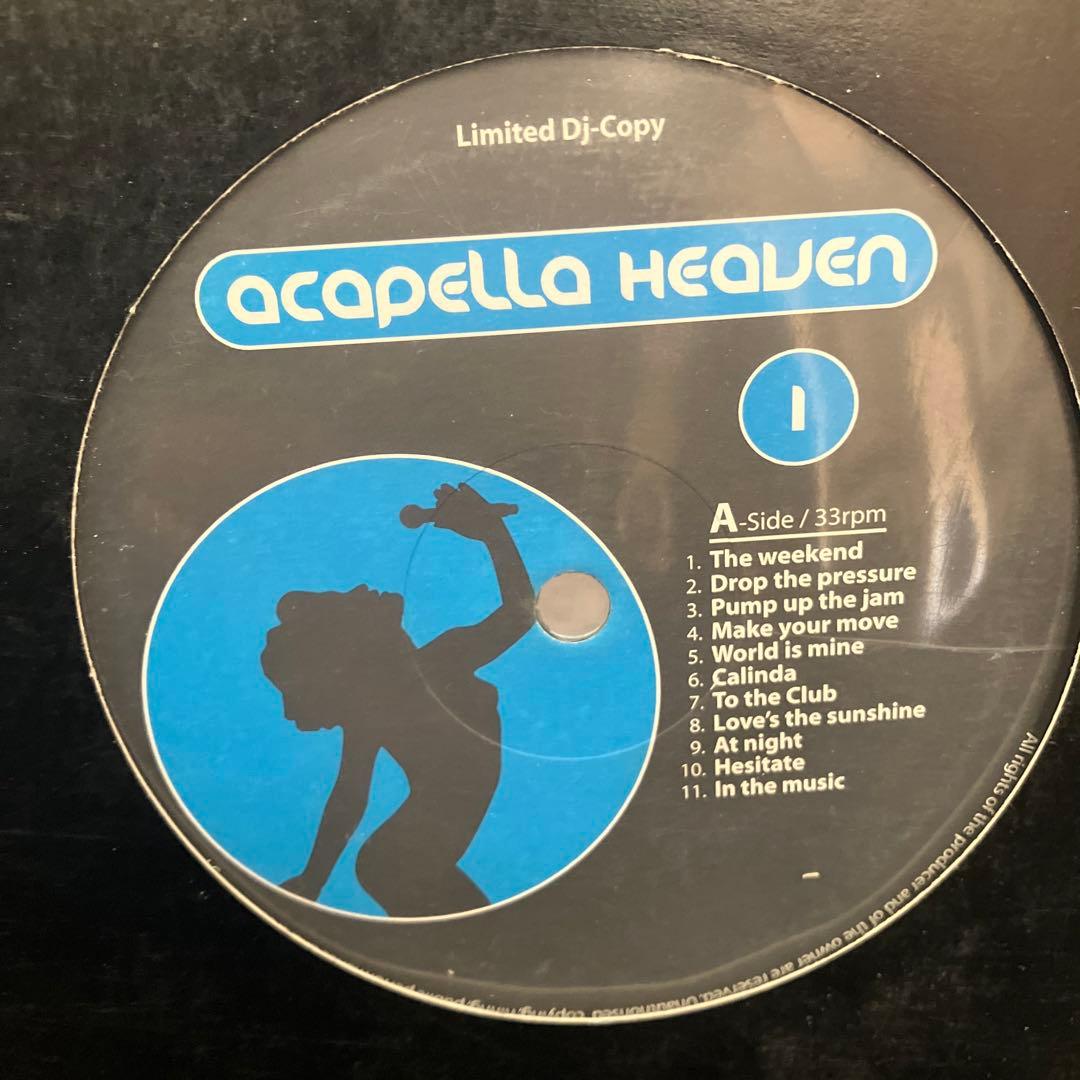 Limited Dj-Copy
acapella Heaven
1
A-Side / 33rpm
1. The weekend
2. Drop the pressure
3. Pump up the jam
4. Make your move
5. World is mine
6. Calinda
7. To the Club
8. Love's the sunshine
9. At night
10. Hesitate
11. In the music
All rights of the producer and of the owner are reserved. Unauthorised copying, hiring,